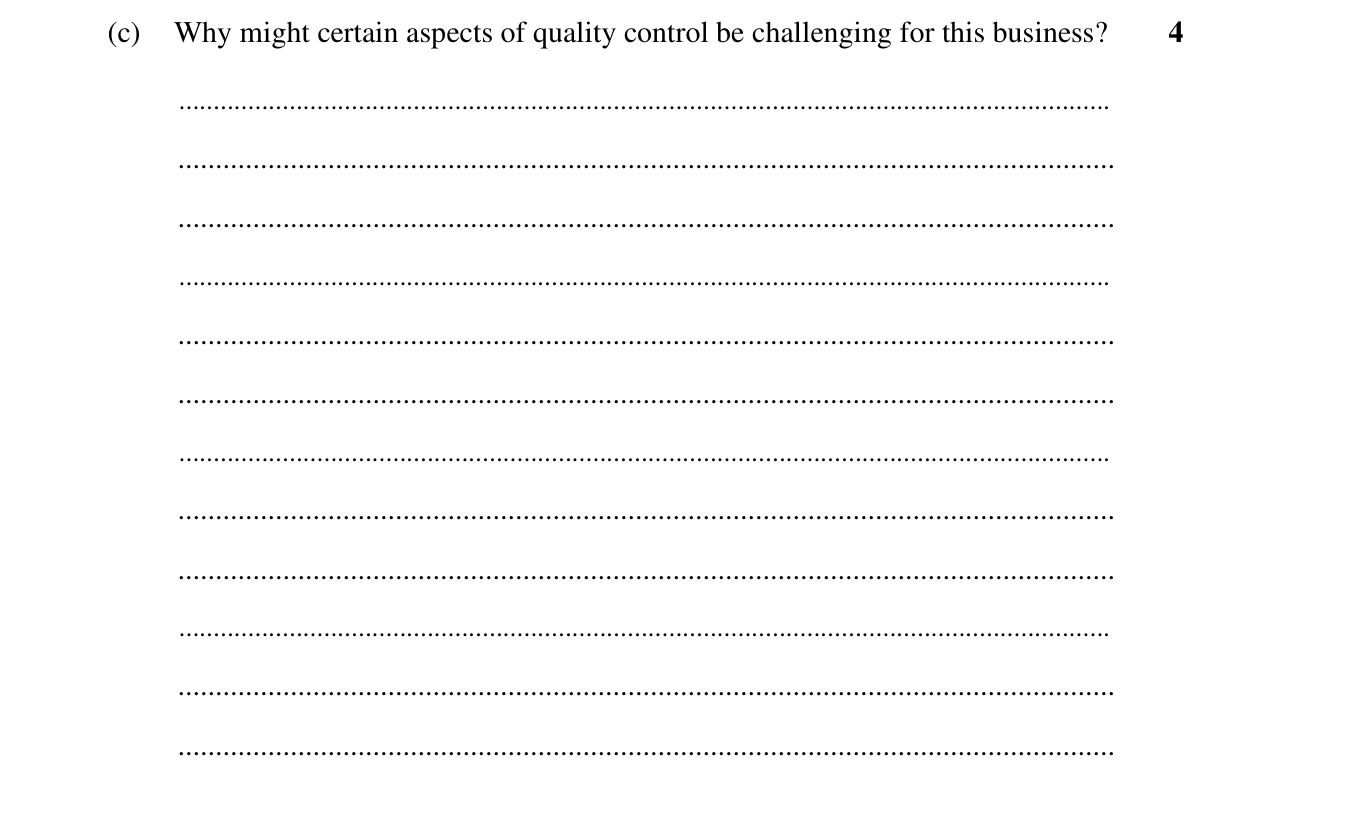 (c) Why might certain aspects of quality control be challenging for this business? 4